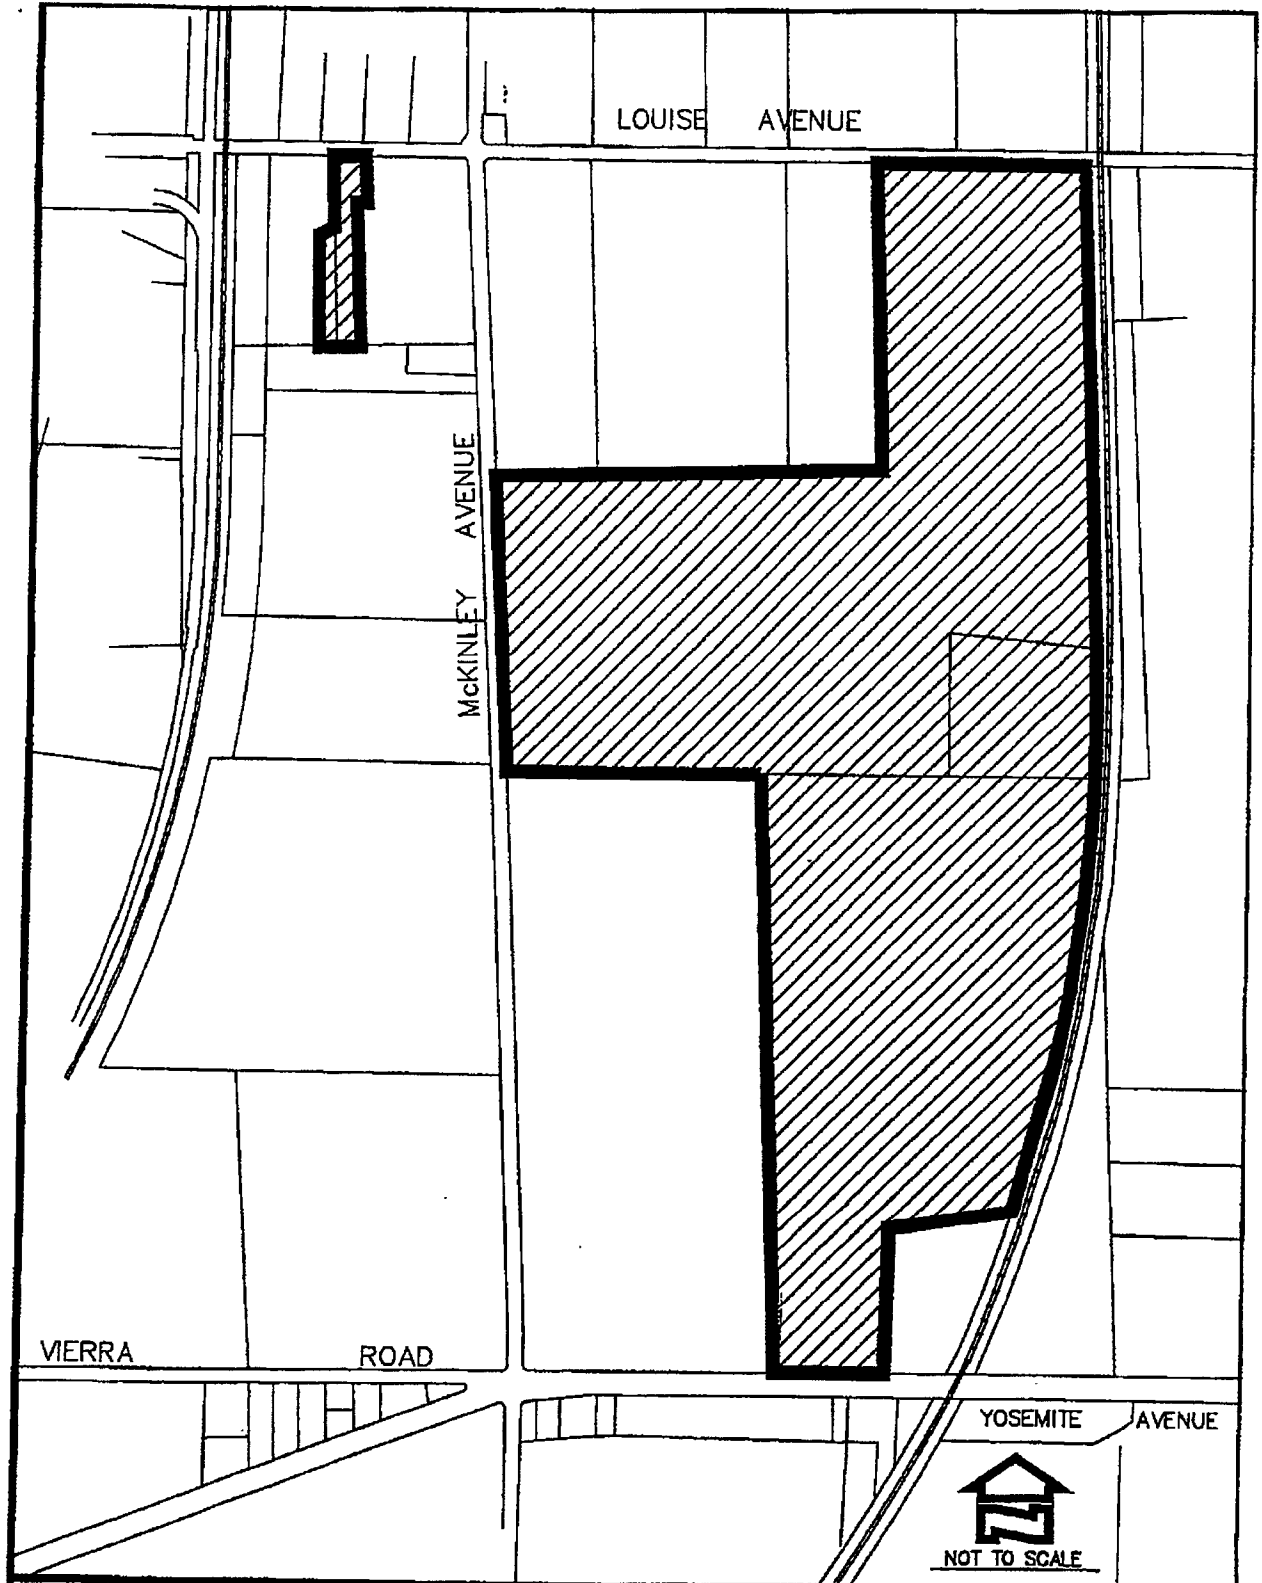 LOUISE AVENUE
McKINLEY AVENUE
VIERRA ROAD
YOSEMITE AVENUE
N
NOT TO SCALE